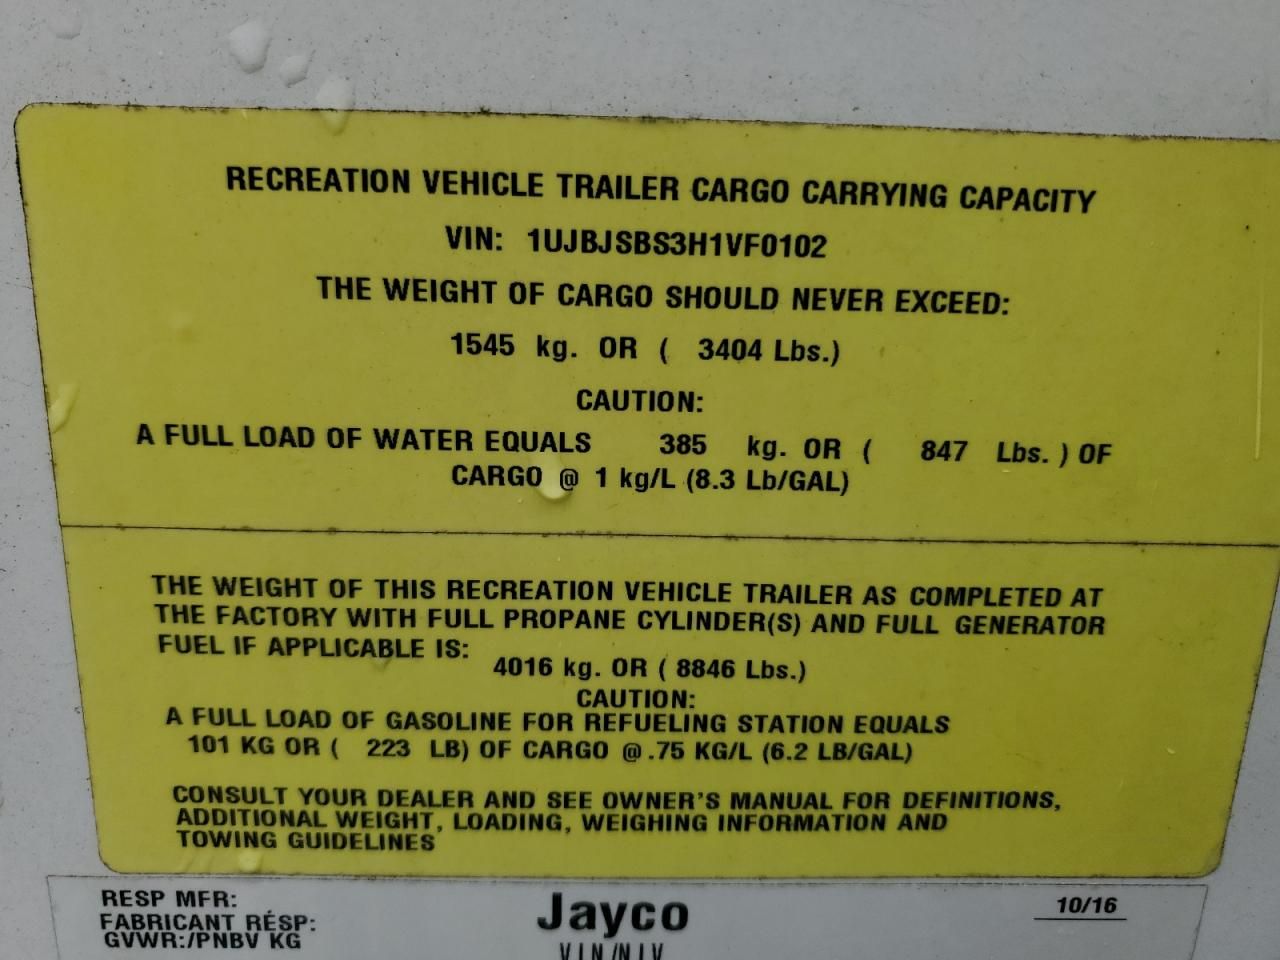 RECREATION VEHICLE TRAILER CARGO CARRYING CAPACITY
VIN: 1UJBJSBS3H1VF0102
THE WEIGHT OF CARGO SHOULD NEVER EXCEED:
1545 kg. OR ( 3404 Lbs.)
CAUTION:
A FULL LOAD OF WATER EQUALS 385 kg. OR ( 847 Lbs. ) OF
CARGO @ 1 kg/L (8.3 Lb/GAL)
THE WEIGHT OF THIS RECREATION VEHICLE TRAILER AS COMPLETED AT
THE FACTORY WITH FULL PROPANE CYLINDER(S) AND FULL GENERATOR
FUEL IF APPLICABLE IS: 4016 kg. OR ( 8846 Lbs.)
CAUTION:
A FULL LOAD OF GASOLINE FOR REFUELING STATION EQUALS
101 KG OR ( 223 LB) OF CARGO @ .75 KG/L (6.2 LB/GAL)
CONSULT YOUR DEALER AND SEE OWNER'S MANUAL FOR DEFINITIONS,
ADDITIONAL WEIGHT, LOADING, WEIGHING INFORMATION AND
TOWING GUIDELINES
RESP MFR: Jayco 10/16
FABRICANT RÉSP:
GVWR:/PNBV KG
VIN/NIV